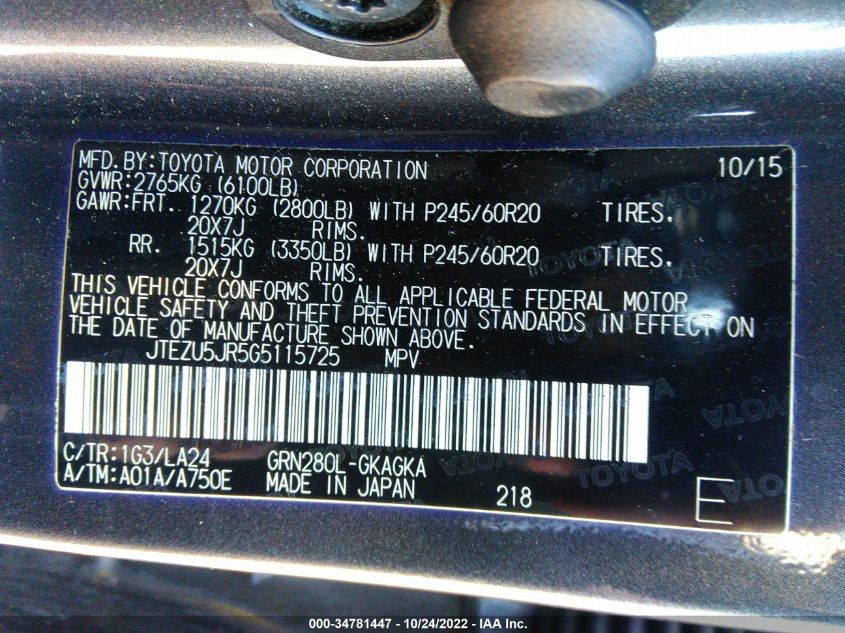 MFD.BY:TOYOTA MOTOR CORPORATION 10/15
GVWR:2765KG (6100LB)
GAWR:FRT. 1270KG (2800LB) WITH P245/60R20 TIRES.
20X7J RIMS.
RR. 1515KG (3350LB) WITH P245/60R20 TIRES.
20X7J RIMS.
THIS VEHICLE CONFORMS TO ALL APPLICABLE FEDERAL MOTOR
VEHICLE SAFETY AND THEFT PREVENTION STANDARDS IN EFFECT ON
THE DATE OF MANUFACTURE SHOWN ABOVE.
JTEZU5JR5G5115725 MPV
C/TR:1G3/LA24 GRN280L-GKAGKA
A/TM:A01A/A750E MADE IN JAPAN 218 E
TOYOTA
TOYOTA
TOYOTA
000-34781447 - 10/24/2022 - IAA Inc.